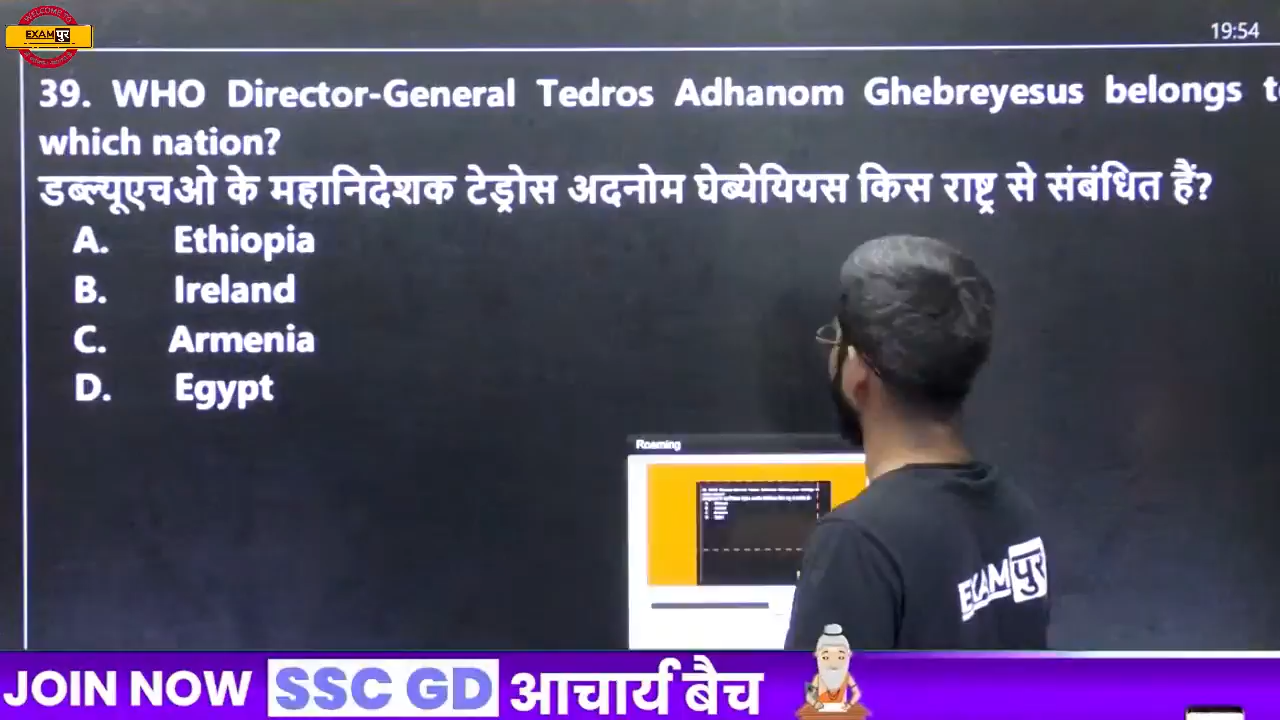 WELCOME TO
EXAMपुर
19:54
39. WHO Director-General Tedros Adhanom Ghebreyesus belongs t
which nation?
डब्ल्यूएचओ के महानिदेशक टेड्रोस अदनोम घेब्येयियस किस राष्ट्र से संबंधित हैं?
A. Ethiopia
B. Ireland
C. Armenia
D. Egypt
Roaming
EXAMपुर
JOIN NOW SSC GD आचार्य बैच